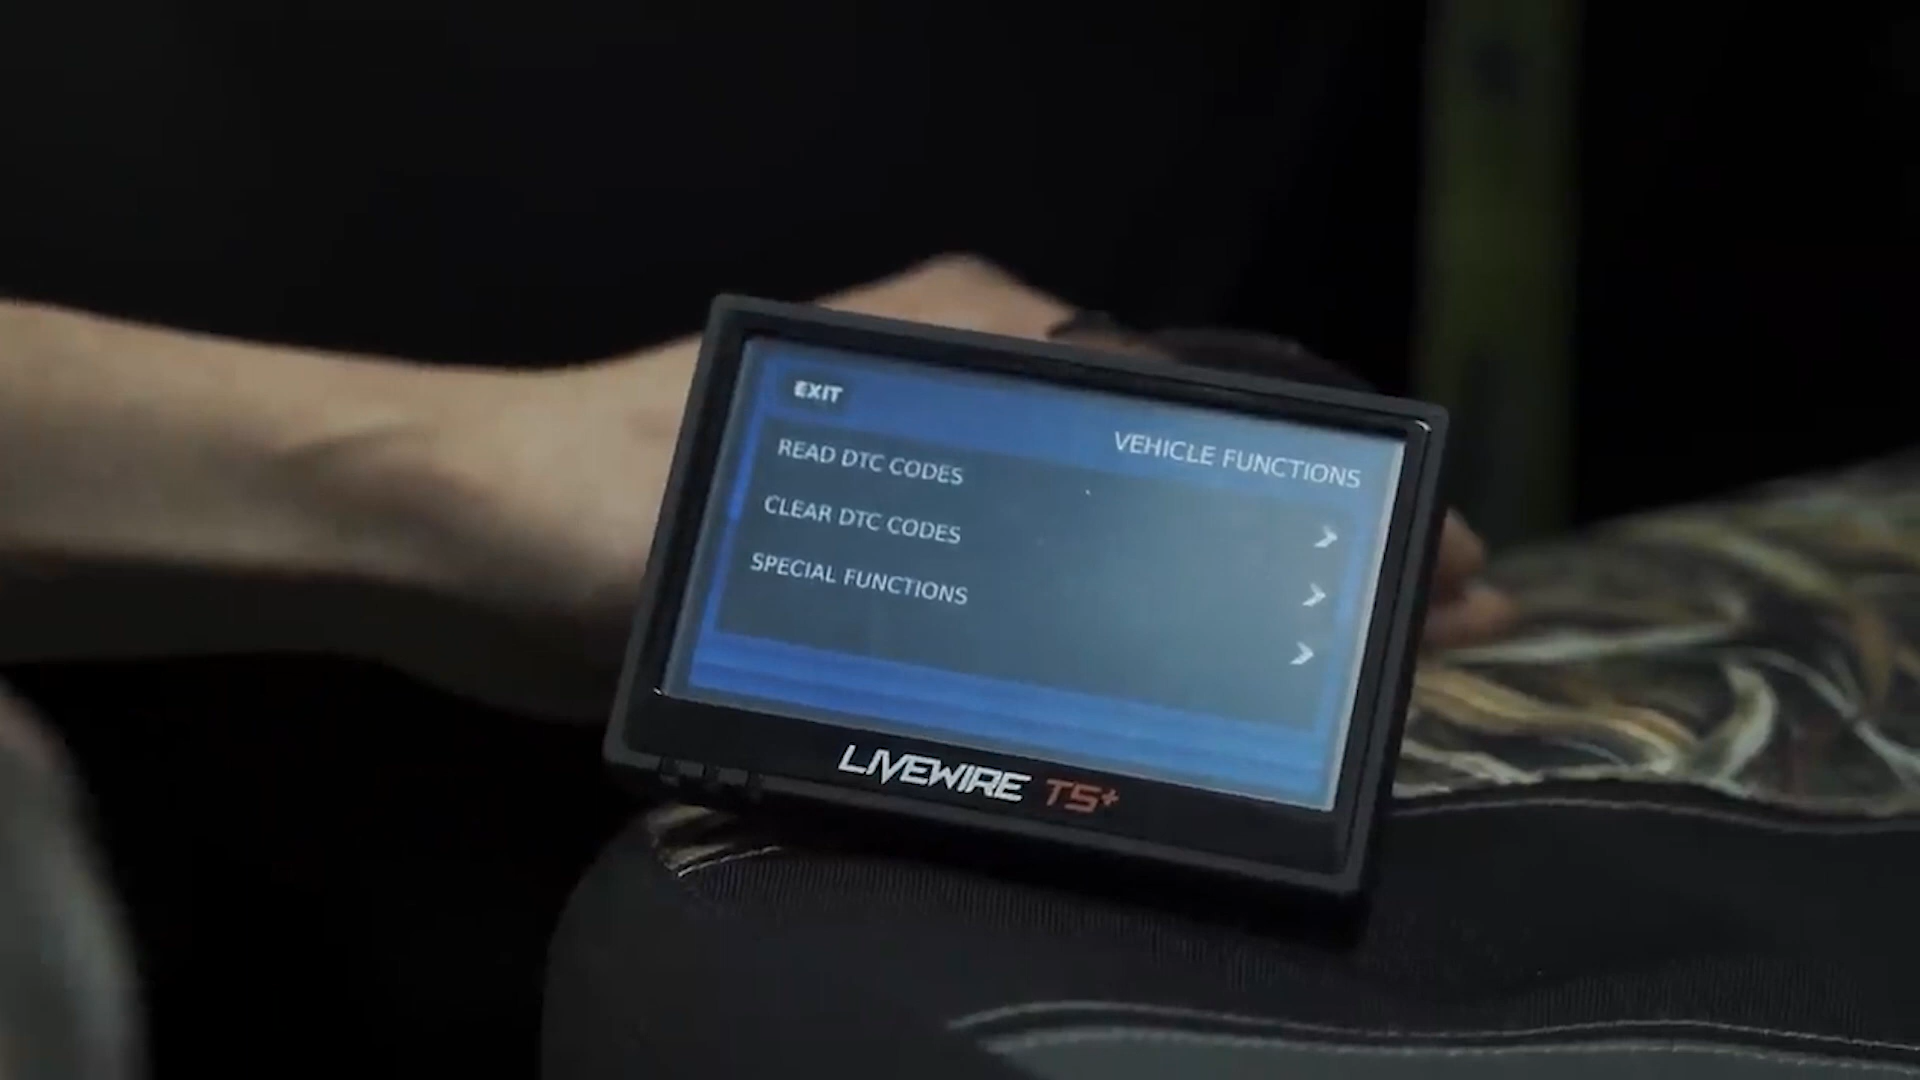 EXIT
VEHICLE FUNCTIONS
READ DTC CODES
CLEAR DTC CODES
SPECIAL FUNCTIONS
LIVEWIRE TS+